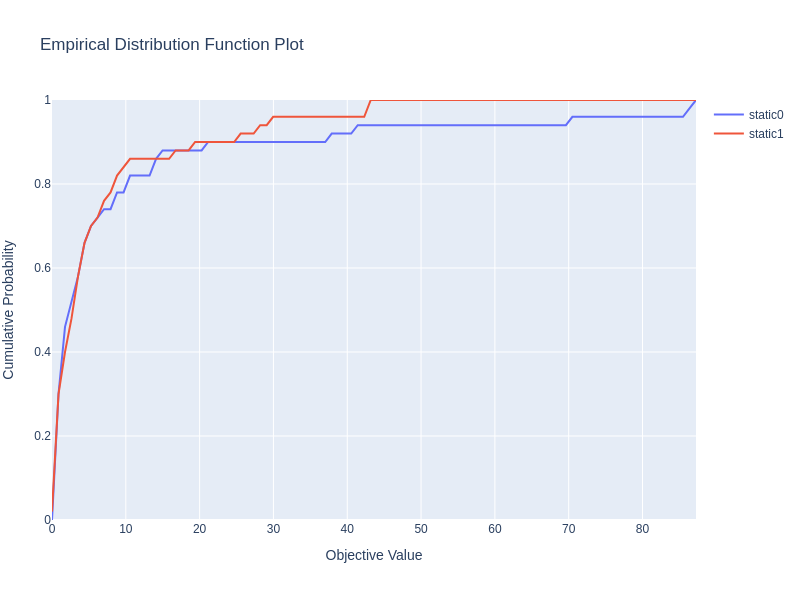 Empirical Distribution Function Plot
1
0.8
0.6
0.4
0.2
0
0 10 20 30 40 50 60 70 80
Objective Value
Cumulative Probability
static0
static1